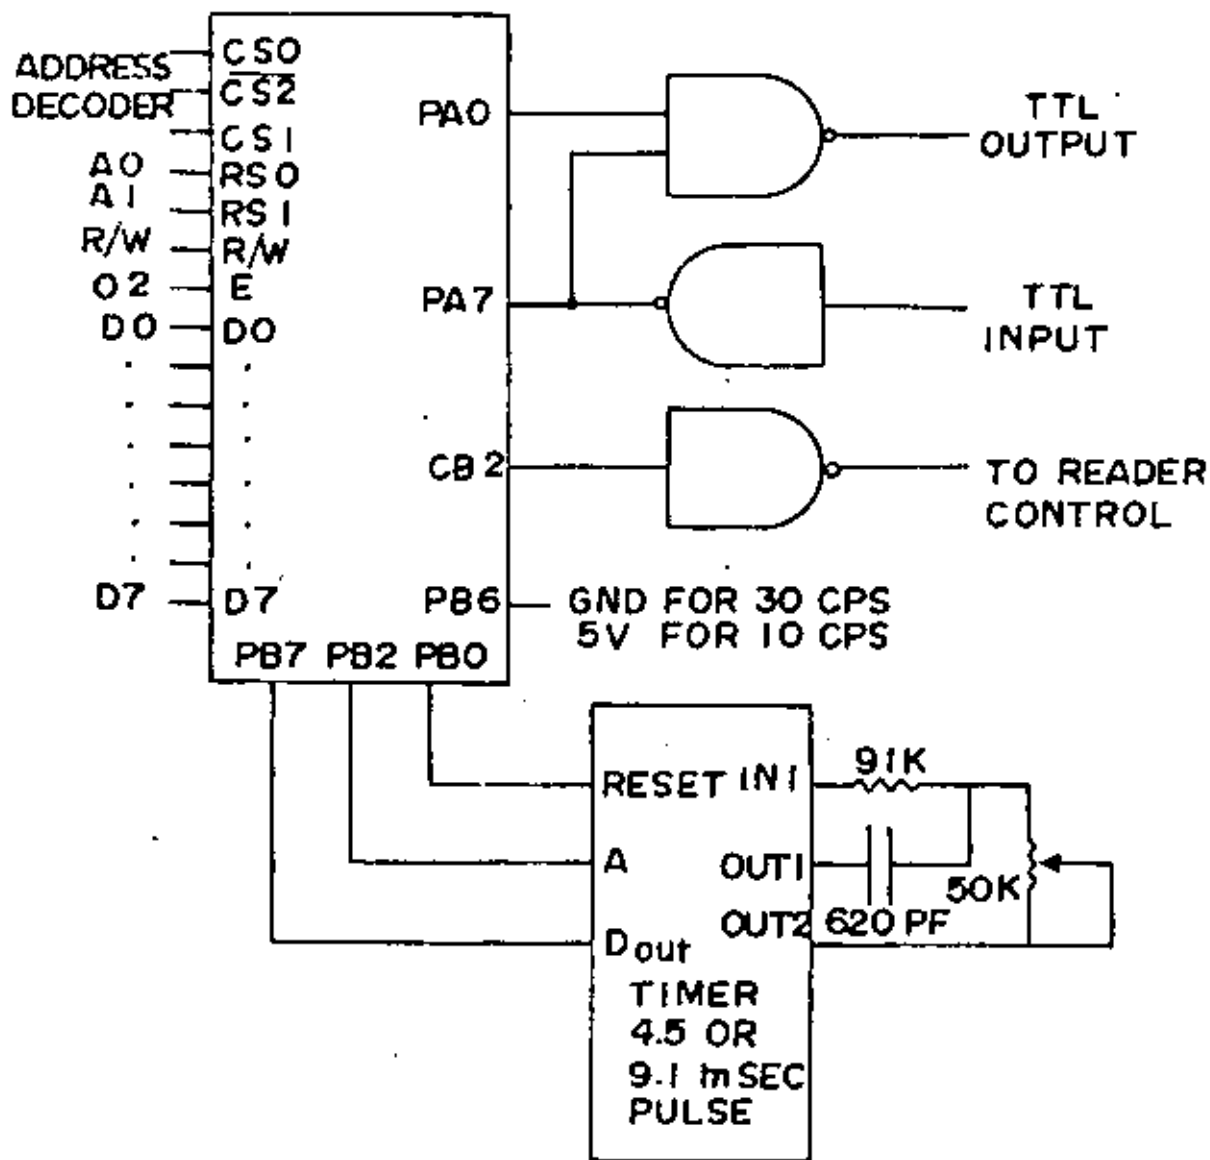 ADDRESS
DECODER
A0
A1
R/W
O2
D0
D7
CS0
CS2
CS1
RS0
RS1
R/W
E
D0
D7
PA0
PA7
CB2
PB6
PB7 PB2 PB0
TTL
OUTPUT
TTL
INPUT
TO READER
CONTROL
GND FOR 30 CPS
5V FOR 10 CPS
RESET IN1
A
OUT1
OUT2
Dout
TIMER
4.5 OR
9.1 mSEC
PULSE
91K
50K
620 PF